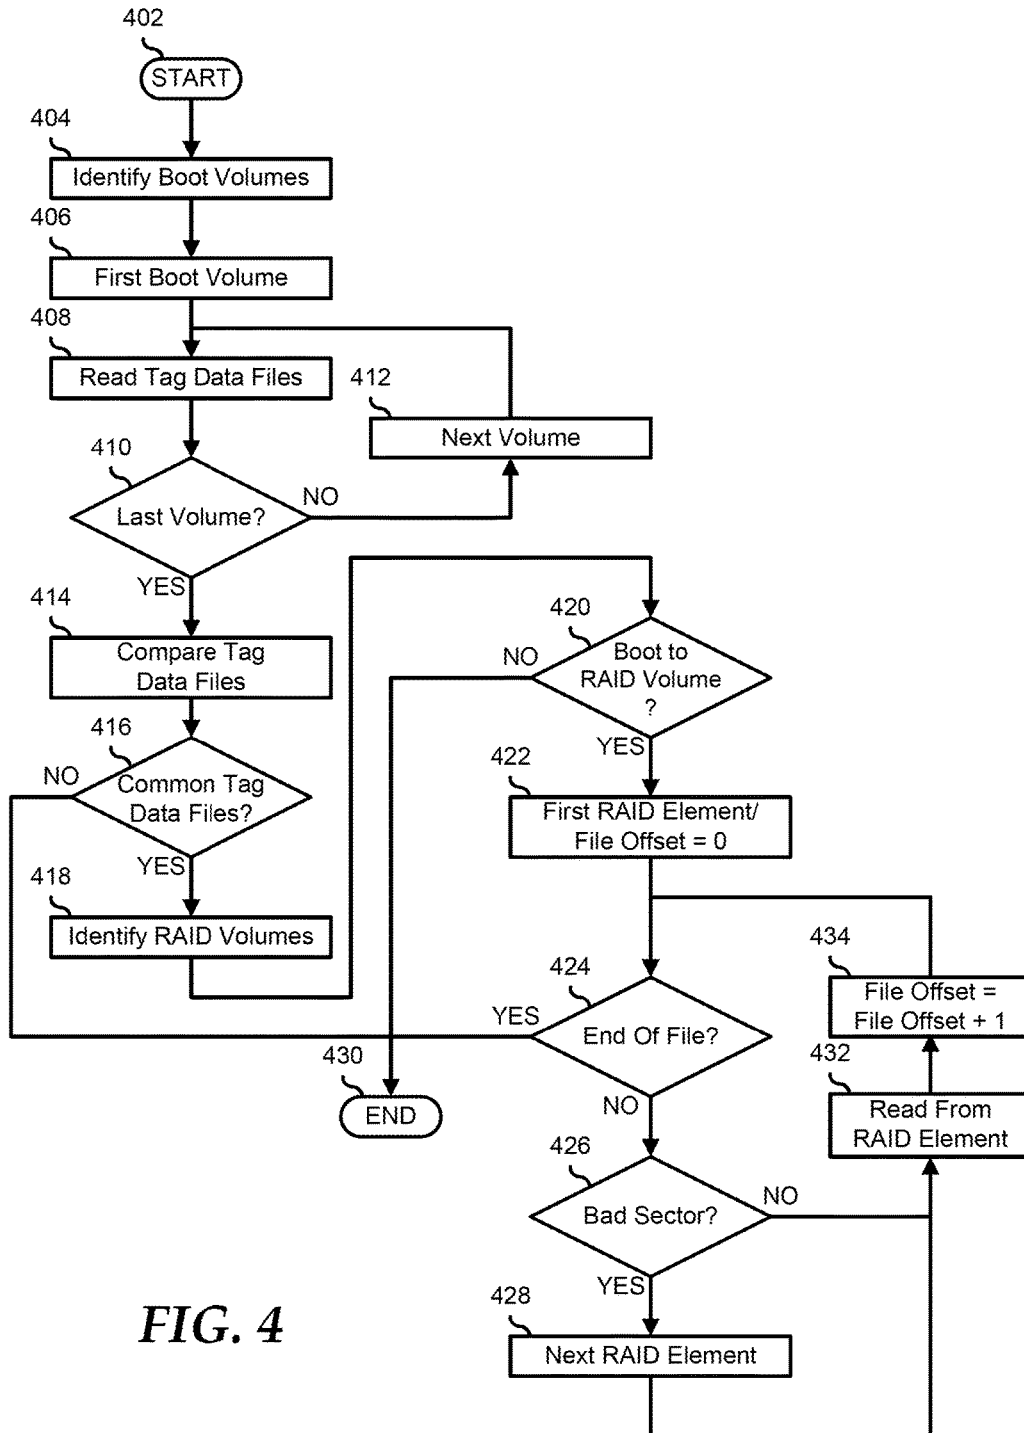 402
START
404
Identify Boot Volumes
406
First Boot Volume
408
Read Tag Data Files
412
Next Volume
410
Last Volume?
NO
YES
414
Compare Tag
Data Files
416
NO
Common Tag
Data Files?
YES
418
Identify RAID Volumes
420
NO
Boot to
RAID Volume
?
YES
422
First RAID Element/
File Offset = 0
424
YES
End Of File?
NO
430
END
434
File Offset =
File Offset + 1
432
Read From
RAID Element
426
NO
Bad Sector?
YES
428
Next RAID Element
FIG. 4